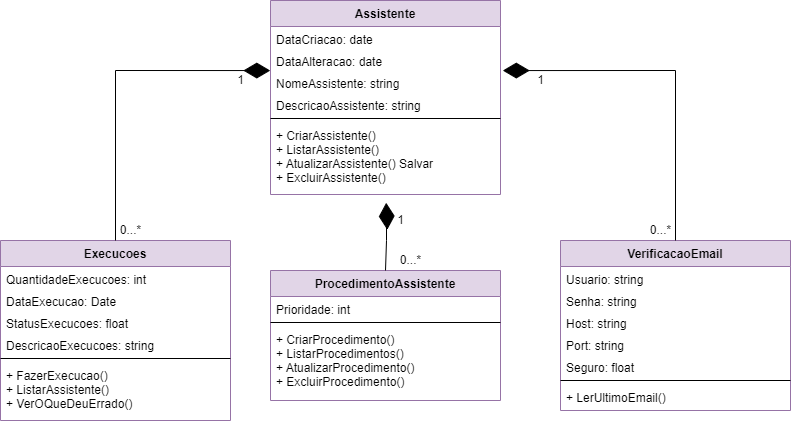 Assistente
DataCriacao: date
DataAlteracao: date
NomeAssistente: string
DescricaoAssistente: string
+ CriarAssistente()
+ ListarAssistente()
+ AtualizarAssistente() Salvar
+ ExcluirAssistente()
1
1
1
0...*
0...*
0...*
Execucoes
QuantidadeExecucoes: int
DataExecucao: Date
StatusExecucoes: float
DescricaoExecucoes: string
+ FazerExecucao()
+ ListarAssistente()
+ VerOQueDeuErrado()
ProcedimentoAssistente
Prioridade: int
+ CriarProcedimento()
+ ListarProcedimentos()
+ AtualizarProcedimento()
+ ExcluirProcedimento()
VerificacaoEmail
Usuario: string
Senha: string
Host: string
Port: string
Seguro: float
+ LerUltimoEmail()